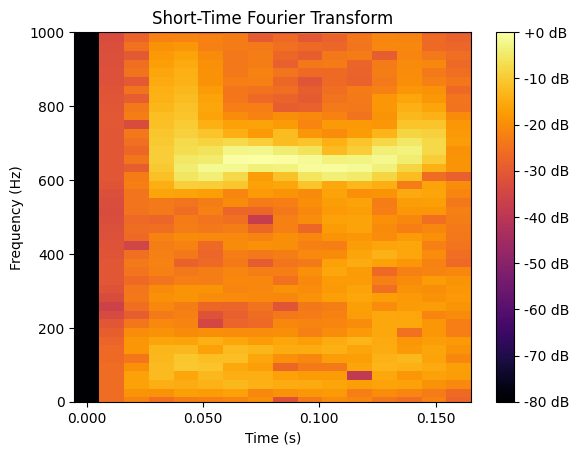 Short-Time Fourier Transform
1000
800
600
400
200
0
Frequency (Hz)
0.000
0.050
0.100
0.150
Time (s)
+0 dB
-10 dB
-20 dB
-30 dB
-40 dB
-50 dB
-60 dB
-70 dB
-80 dB